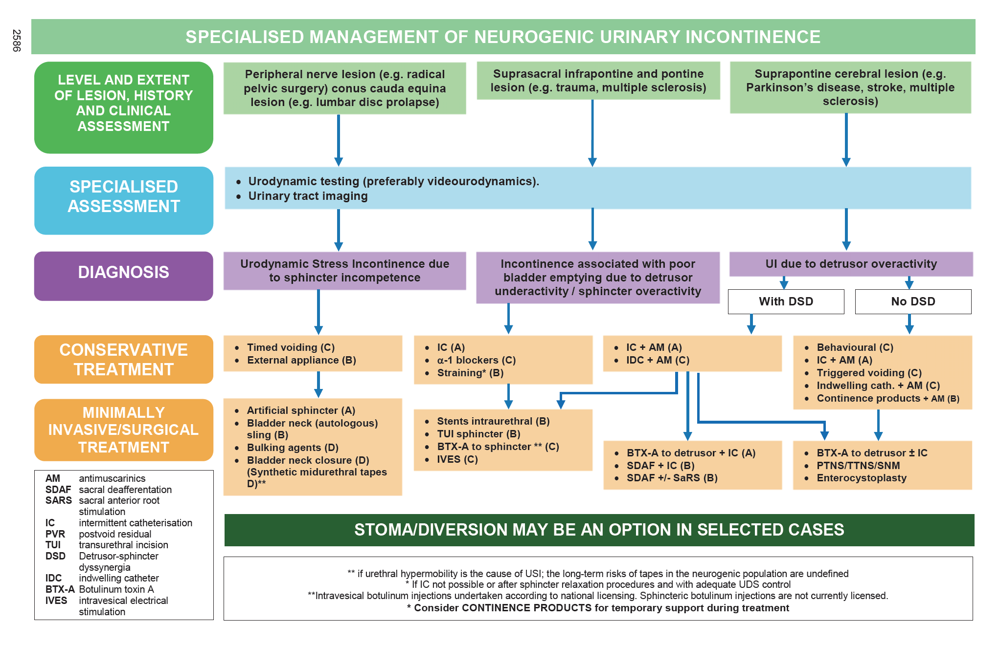 2586
SPECIALISED MANAGEMENT OF NEUROGENIC URINARY INCONTINENCE
LEVEL AND EXTENT
OF LESION, HISTORY
AND CLINICAL
ASSESSMENT
Peripheral nerve lesion (e.g. radical
pelvic surgery) conus cauda equina
lesion (e.g. lumbar disc prolapse)
Suprasacral infrapontine and pontine
lesion (e.g. trauma, multiple sclerosis)
Suprapontine cerebral lesion (e.g.
Parkinson's disease, stroke, multiple
sclerosis)
SPECIALISED
ASSESSMENT
• Urodynamic testing (preferably videourodynamics).
• Urinary tract imaging
DIAGNOSIS
Urodynamic Stress Incontinence due
to sphincter incompetence
Incontinence associated with poor
bladder emptying due to detrusor
underactivity / sphincter overactivity
UI due to detrusor overactivity
With DSD
No DSD
CONSERVATIVE
TREATMENT
• Timed voiding (C)
• External appliance (B)
• IC (A)
• α-1 blockers (C)
• Straining* (B)
• IC + AM (A)
• IDC + AM (C)
• Behavioural (C)
• IC + AM (A)
• Triggered voiding (C)
• Indwelling cath. + AM (C)
• Continence products + AM (B)
MINIMALLY
INVASIVE/SURGICAL
TREATMENT
• Artificial sphincter (A)
• Bladder neck (autologous)
sling (B)
• Bulking agents (D)
• Bladder neck closure (D)
(Synthetic midurethral tapes
D)**
• Stents intraurethral (B)
• TUI sphincter (B)
• BTX-A to sphincter ** (C)
• IVES (C)
• BTX-A to detrusor + IC (A)
• SDAF + IC (B)
• SDAF +/- SaRS (B)
• BTX-A to detrusor ± IC
• PTNS/TTNS/SNM
• Enterocystoplasty
AM antimuscarinics
SDAF sacral deafferentation
SARS sacral anterior root
stimulation
IC intermittent catheterisation
PVR postvoid residual
TUI transurethral incision
DSD Detrusor-sphincter
dyssynergia
IDC indwelling catheter
BTX-A Botulinum toxin A
IVES intravesical electrical
stimulation
STOMA/DIVERSION MAY BE AN OPTION IN SELECTED CASES
** if urethral hypermobility is the cause of USI; the long-term risks of tapes in the neurogenic population are undefined
* If IC not possible or after sphincter relaxation procedures and with adequate UDS control
**Intravesical botulinum injections undertaken according to national licensing. Sphincteric botulinum injections are not currently licensed.
* Consider CONTINENCE PRODUCTS for temporary support during treatment